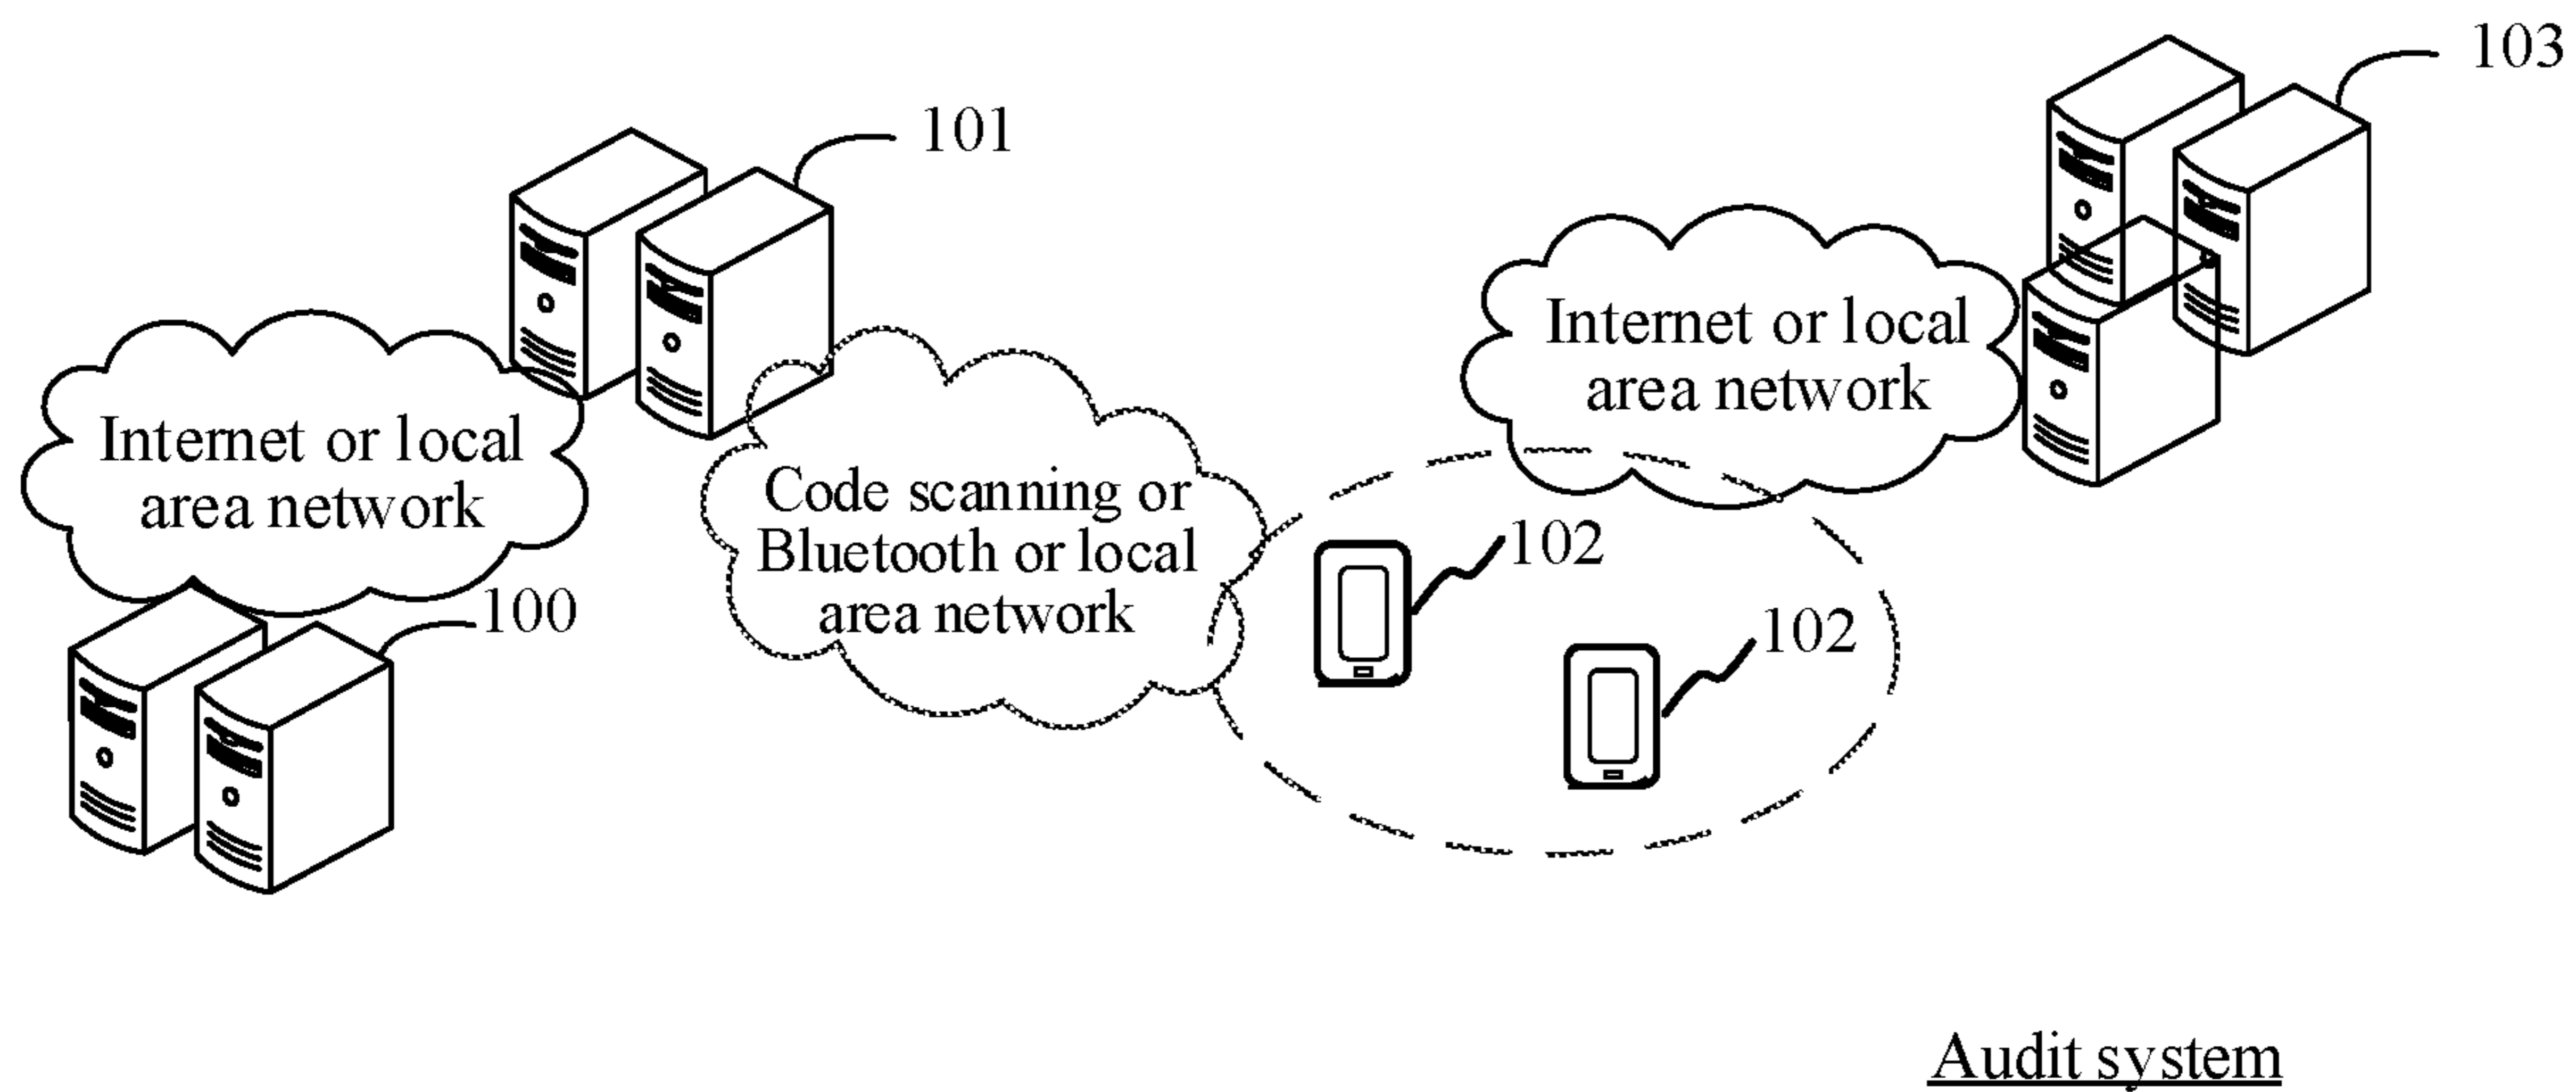 103
101
Internet or local
area network
Internet or local
area network
Code scanning or
Bluetooth or local
area network
102
100
102
Audit system